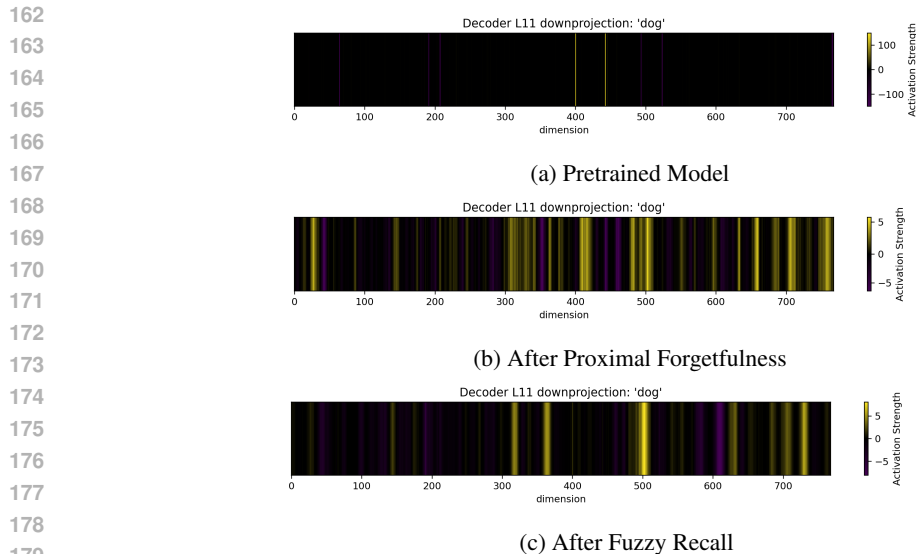 162
163
164
165
166
167
168
169
170
171
172
173
174
175
176
177
178
Decoder L11 downprojection: 'dog'
100
0
−100
Activation Strength
0 100 200 300 400 500 600 700
dimension
(a) Pretrained Model
Decoder L11 downprojection: 'dog'
5
0
−5
Activation Strength
0 100 200 300 400 500 600 700
dimension
(b) After Proximal Forgetfulness
Decoder L11 downprojection: 'dog'
5
0
−5
Activation Strength
0 100 200 300 400 500 600 700
dimension
(c) After Fuzzy Recall